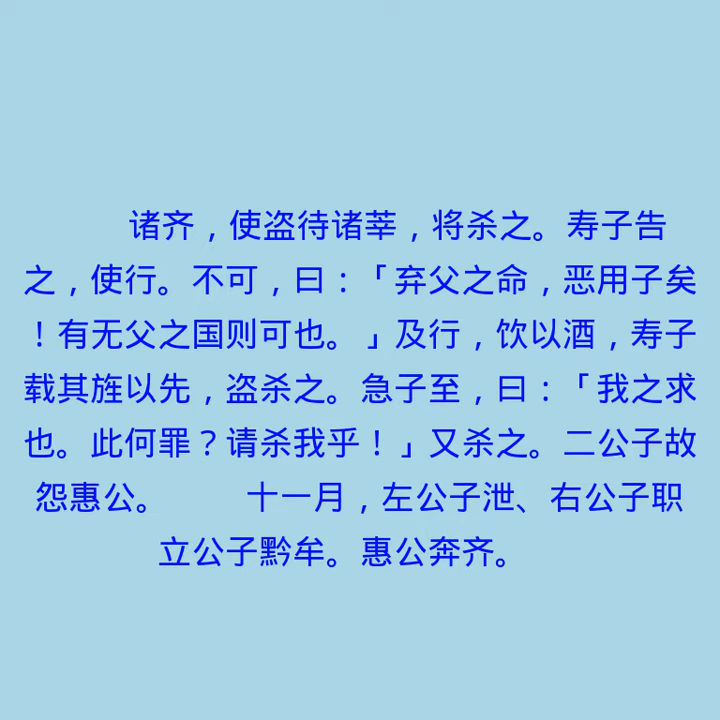 诸齐，使盗待诸莘，将杀之。寿子告
之，使行。不可，曰：「弃父之命，恶用子矣
！有无父之国则可也。」及行，饮以酒，寿子
载其旌以先，盗杀之。急子至，曰：「我之求
也。此何罪？请杀我乎！」又杀之。二公子故
怨惠公。　　十一月，左公子泄、右公子职
立公子黔牟。惠公奔齐。